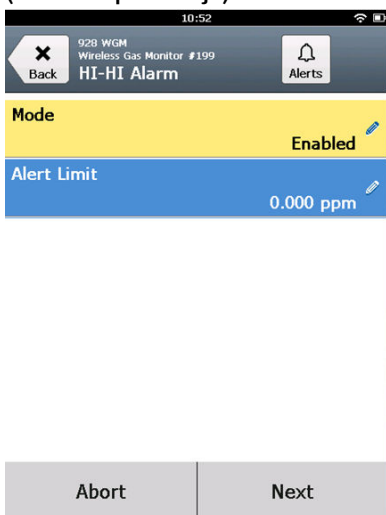 10:52
928 WGM
Wireless Gas Monitor #199
Back
HI-HI Alarm
Alerts
Mode
Enabled
Alert Limit
0.000 ppm
Abort
Next